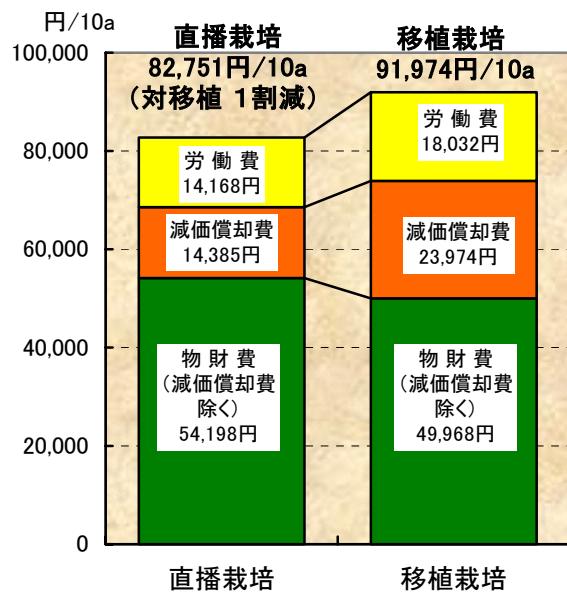 円/10a
100,000
80,000
60,000
40,000
20,000
0
直播栽培
82,751円/10a
（対移植 1割減）
労 働 費
14,168円
減価償却費
14,385円
物 財 費
（減価償却費
除く）
54,198円
移植栽培
91,974円/10a
労 働 費
18,032円
減価償却費
23,974円
物 財 費
（減価償却費
除く）
49,968円
直播栽培
移植栽培